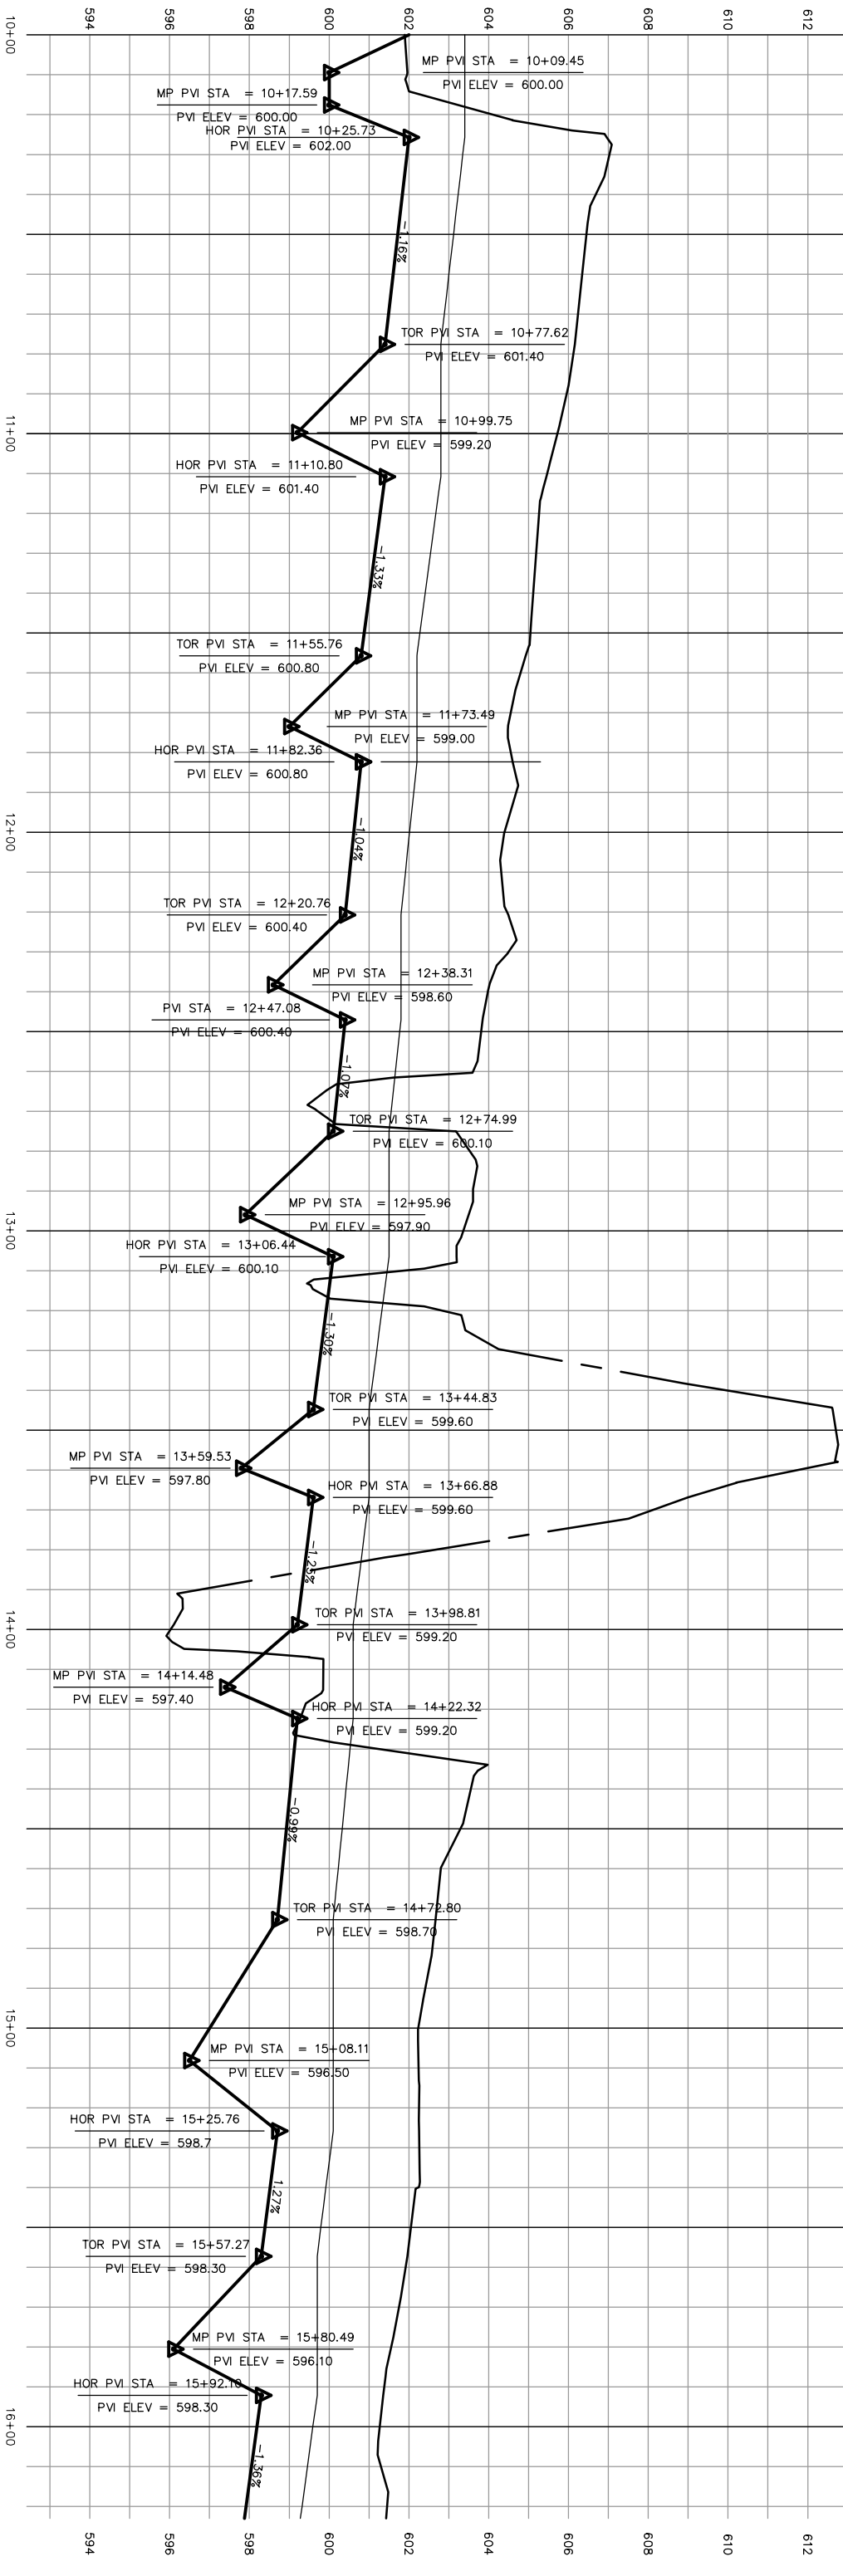 594 596 598 600 602 604 606 608 610 612
10+00
MP PVI STA = 10+09.45
PVI ELEV = 600.00
MP PVI STA = 10+17.59
PVI ELEV = 600.00
HOR PVI STA = 10+25.73
PVI ELEV = 602.00
-1.16%
TOR PVI STA = 10+77.62
PVI ELEV = 601.40
11+00
MP PVI STA = 10+99.75
PVI ELEV = 599.20
HOR PVI STA = 11+10.80
PVI ELEV = 601.40
-1.33%
TOR PVI STA = 11+55.76
PVI ELEV = 600.80
MP PVI STA = 11+73.49
PVI ELEV = 599.00
HOR PVI STA = 11+82.36
PVI ELEV = 600.80
12+00
-1.04%
TOR PVI STA = 12+20.76
PVI ELEV = 600.40
MP PVI STA = 12+38.31
PVI ELEV = 598.60
PVI STA = 12+47.08
PVI ELEV = 600.40
-1.07%
TOR PVI STA = 12+74.99
PVI ELEV = 600.10
MP PVI STA = 12+95.96
PVI ELEV = 597.90
13+00
HOR PVI STA = 13+06.44
PVI ELEV = 600.10
-1.30%
TOR PVI STA = 13+44.83
PVI ELEV = 599.60
MP PVI STA = 13+59.53
PVI ELEV = 597.80
HOR PVI STA = 13+66.88
PVI ELEV = 599.60
-1.25%
14+00
TOR PVI STA = 13+98.81
PVI ELEV = 599.20
MP PVI STA = 14+14.48
PVI ELEV = 597.40
HOR PVI STA = 14+22.32
PVI ELEV = 599.20
-0.99%
TOR PVI STA = 14+72.80
PVI ELEV = 598.70
15+00
MP PVI STA = 15+08.11
PVI ELEV = 596.50
HOR PVI STA = 15+25.76
PVI ELEV = 598.7
1.27%
TOR PVI STA = 15+57.27
PVI ELEV = 598.30
MP PVI STA = 15+80.49
PVI ELEV = 596.10
HOR PVI STA = 15+92.10
PVI ELEV = 598.30
16+00
-1.36%
594 596 598 600 602 604 606 608 610 612